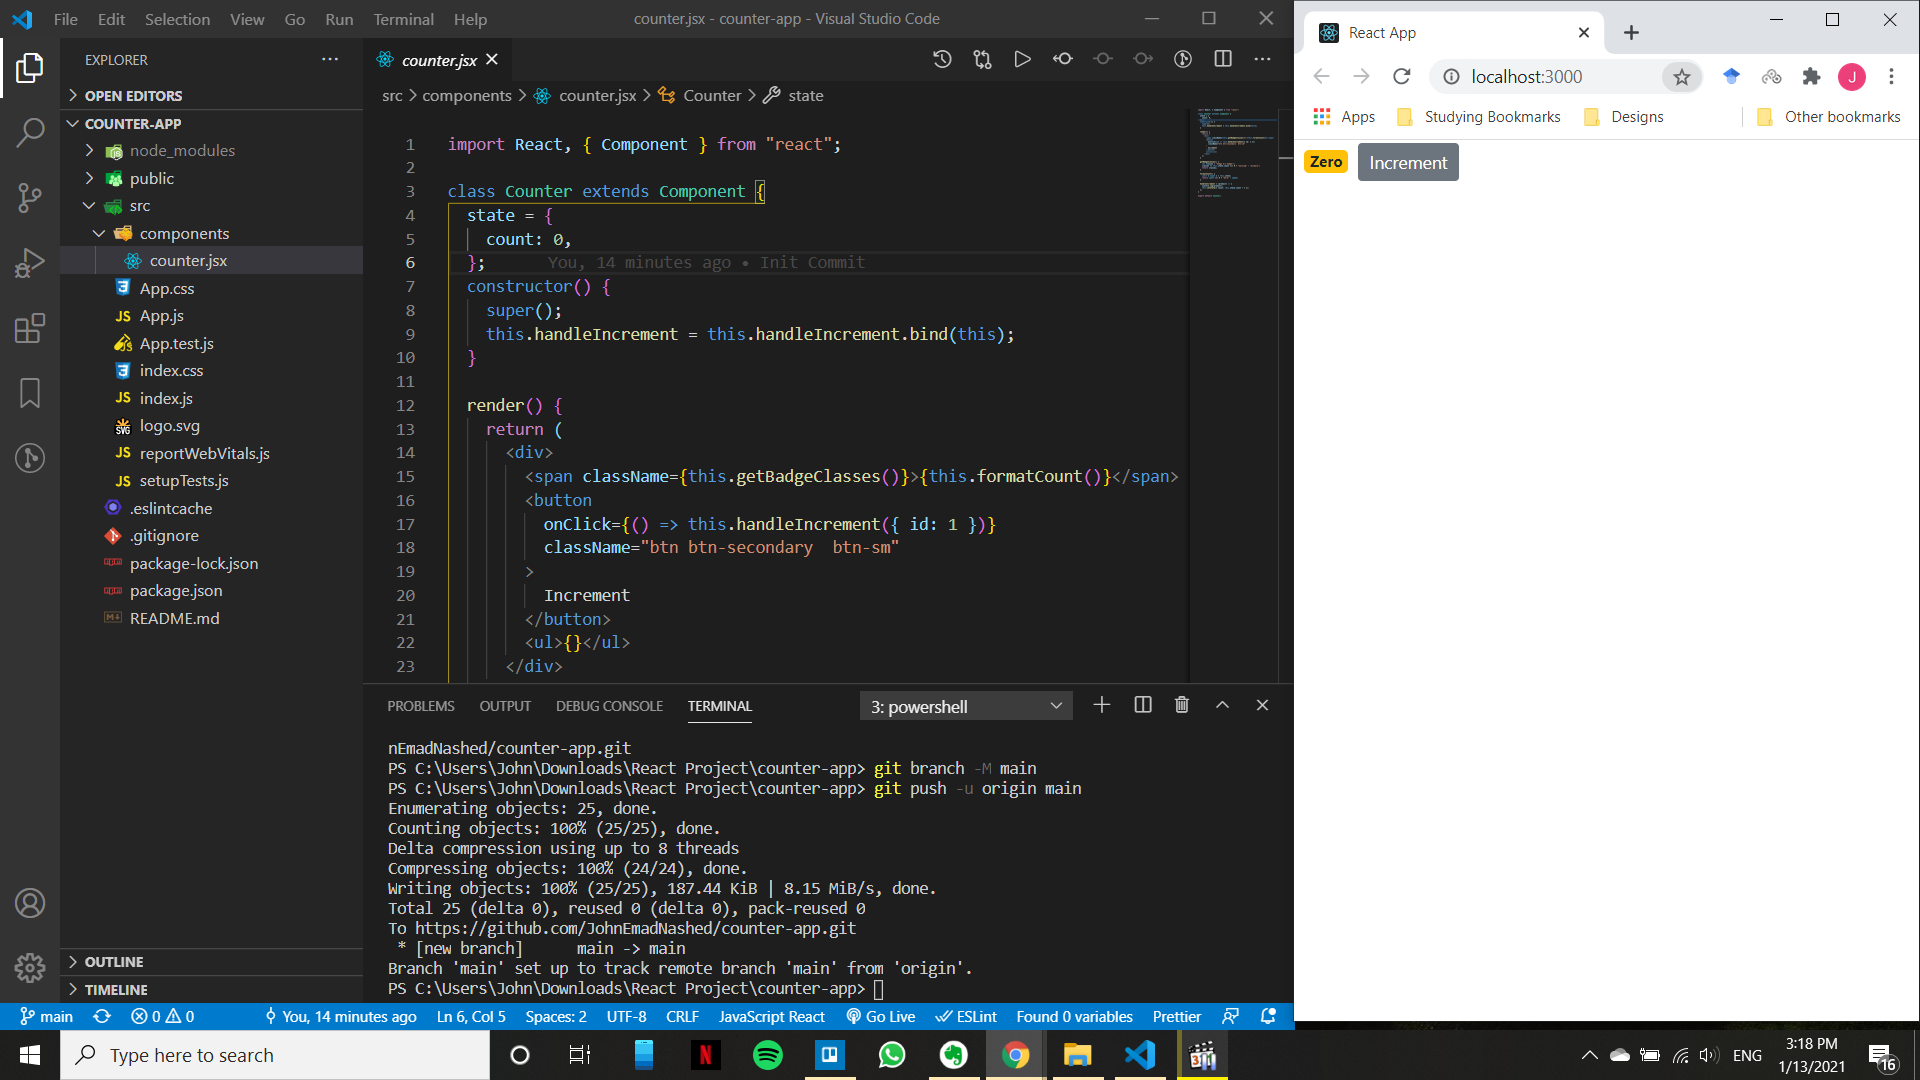 File Edit Selection View Go Run Terminal Help
counter.jsx - counter-app - Visual Studio Code
EXPLORER
OPEN EDITORS
COUNTER-APP
node_modules
public
src
components
counter.jsx
App.css
App.js
App.test.js
index.css
index.js
logo.svg
reportWebVitals.js
setupTests.js
.eslintcache
.gitignore
package-lock.json
package.json
README.md
OUTLINE
TIMELINE
counter.jsx
src > components > counter.jsx > Counter > state
1 import React, { Component } from "react";
2
3 class Counter extends Component {
4 state = {
5 count: 0,
6 }; You, 14 minutes ago • Init Commit
7 constructor() {
8 super();
9 this.handleIncrement = this.handleIncrement.bind(this);
10 }
11
12 render() {
13 return (
14 <div>
15 <span className={this.getBadgeClasses()}>{this.formatCount()}</span>
16 <button
17 onClick={() => this.handleIncrement({ id: 1 })}
18 className="btn btn-secondary  btn-sm"
19 >
20 Increment
21 </button>
22 <ul>{}</ul>
23 </div>
PROBLEMS OUTPUT DEBUG CONSOLE TERMINAL 3: powershell
nEmadNashed/counter-app.git
PS C:\Users\John\Downloads\React Project\counter-app> git branch -M main
PS C:\Users\John\Downloads\React Project\counter-app> git push -u origin main
Enumerating objects: 25, done.
Counting objects: 100% (25/25), done.
Delta compression using up to 8 threads
Compressing objects: 100% (24/24), done.
Writing objects: 100% (25/25), 187.44 KiB | 8.15 MiB/s, done.
Total 25 (delta 0), reused 0 (delta 0), pack-reused 0
To https://github.com/JohnEmadNashed/counter-app.git
* [new branch]      main -> main
Branch 'main' set up to track remote branch 'main' from 'origin'.
PS C:\Users\John\Downloads\React Project\counter-app>
main 0 0 You, 14 minutes ago Ln 6, Col 5 Spaces: 2 UTF-8 CRLF JavaScript React Go Live ESLint Found 0 variables Prettier
React App
localhost:3000
J
Apps Studying Bookmarks Designs Other bookmarks
Zero Increment
Type here to search
ENG
3:18 PM
1/13/2021
16